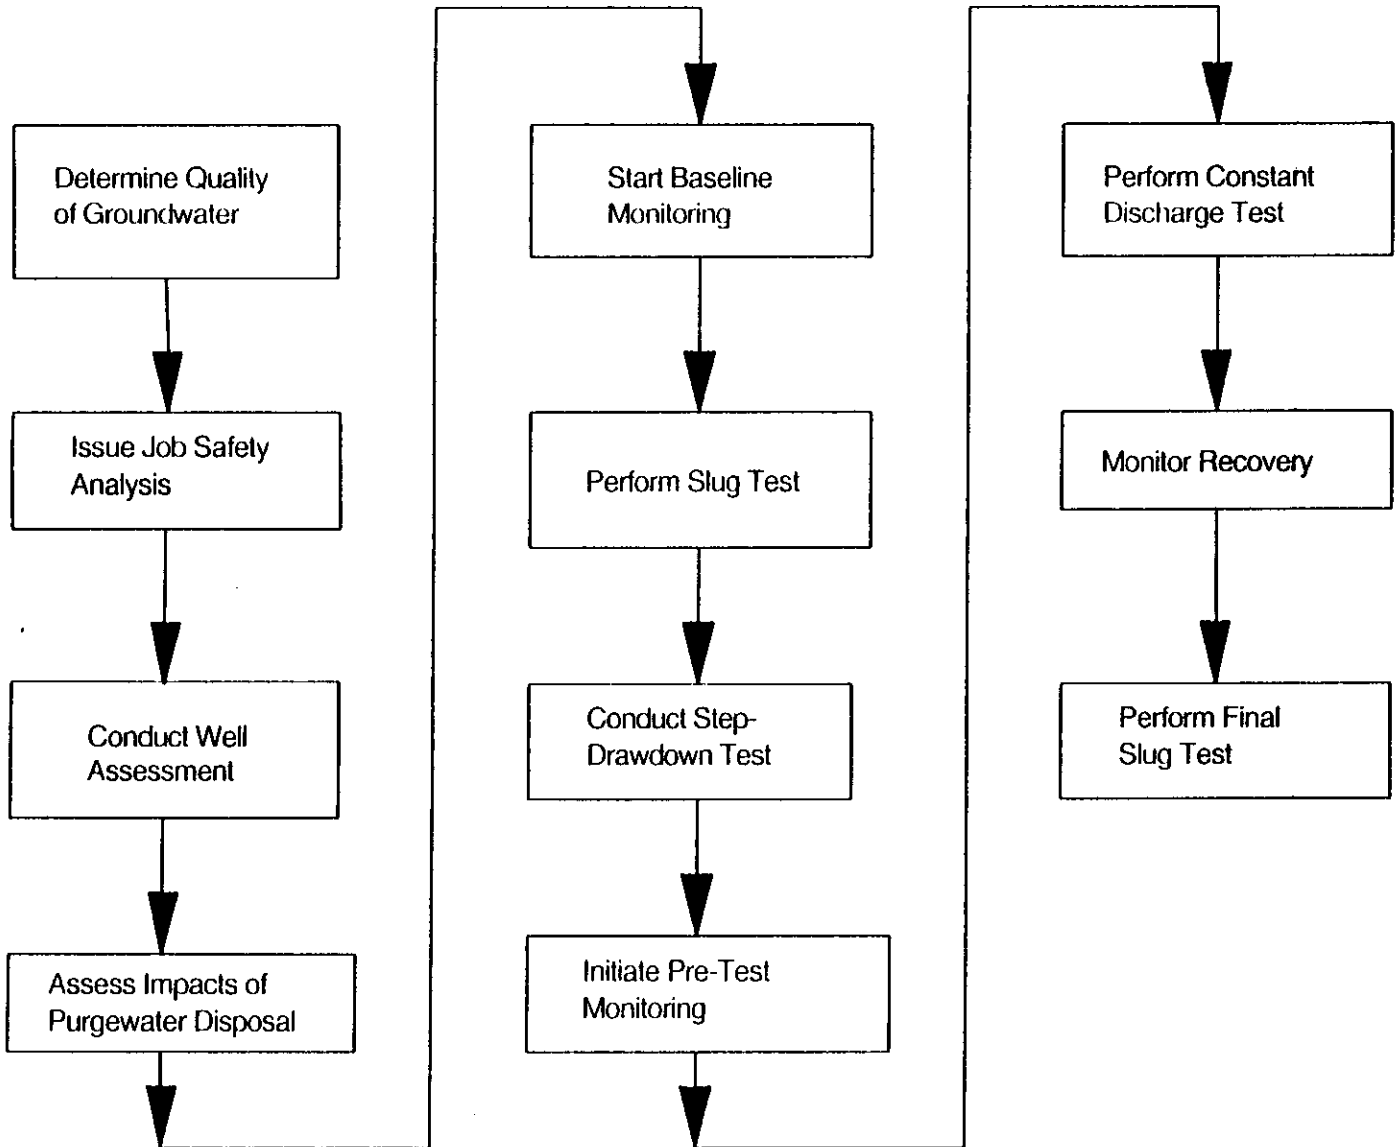 Determine Quality
of Groundwater
Issue Job Safety
Analysis
Conduct Well
Assessment
Assess Impacts of
Purgewater Disposal
Start Baseline
Monitoring
Perform Slug Test
Conduct Step-
Drawdown Test
Initiate Pre-Test
Monitoring
Perform Constant
Discharge Test
Monitor Recovery
Perform Final
Slug Test